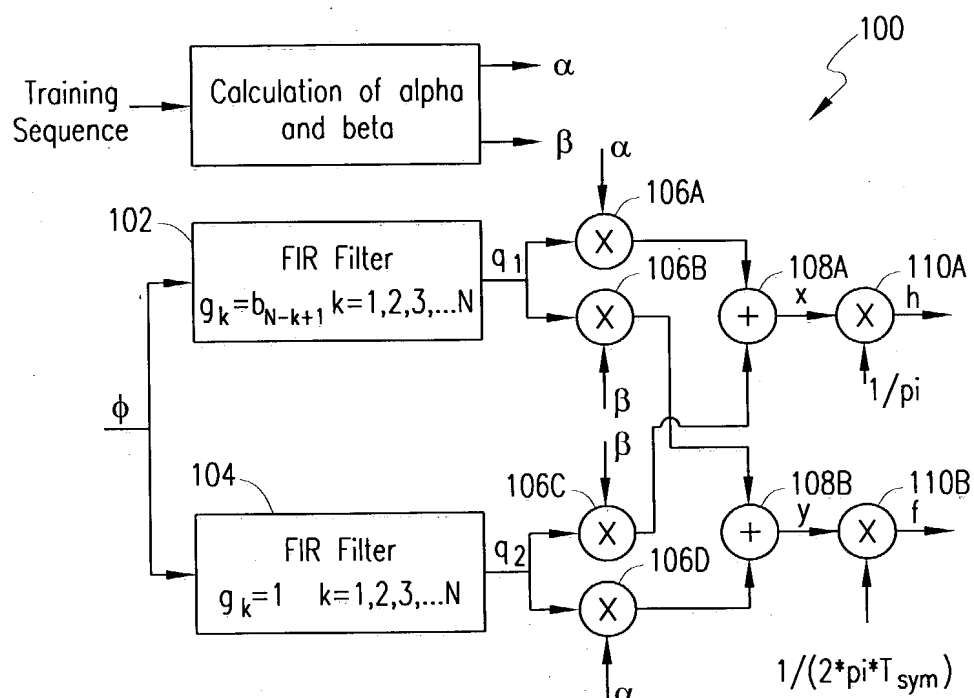 100
Training
Sequence
Calculation of alpha
and beta
α
β
α
102
FIR Filter
g_k=b_{N-k+1} k=1,2,3,...N
q_1
X
106A
106B
X
β
108A
+
x
110A
X
h
1/pi
ϕ
β
104
FIR Filter
g_k=1 k=1,2,3,...N
q_2
106C
X
106D
X
α
108B
+
y
110B
X
f
1/(2*pi*T_{sym})